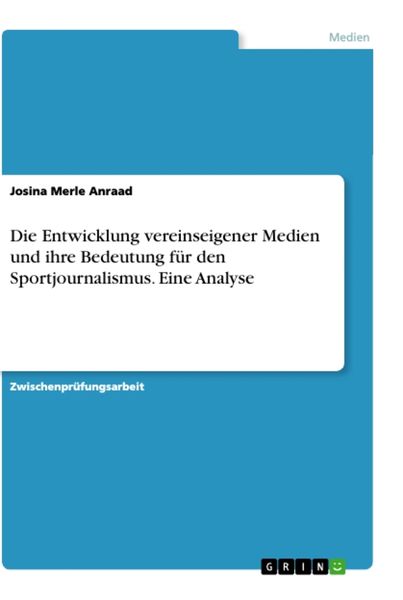 Medien
Josina Merle Anraad
Die Entwicklung vereinseigener Medien
und ihre Bedeutung für den
Sportjournalismus. Eine Analyse
Zwischenprüfungsarbeit
GRIN